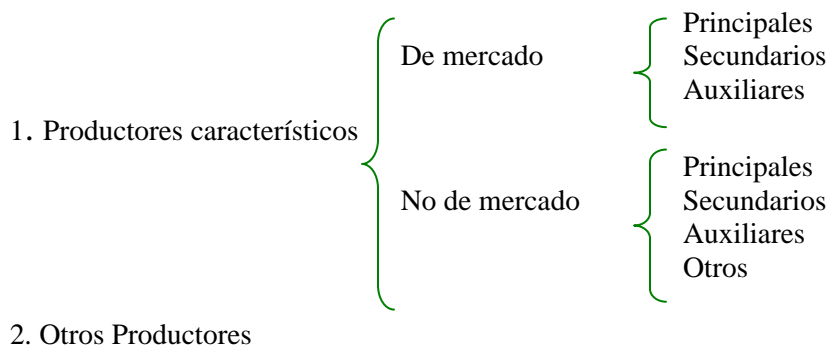 1. Productores característicos
De mercado
Principales
Secundarios
Auxiliares
No de mercado
Principales
Secundarios
Auxiliares
Otros
2. Otros Productores